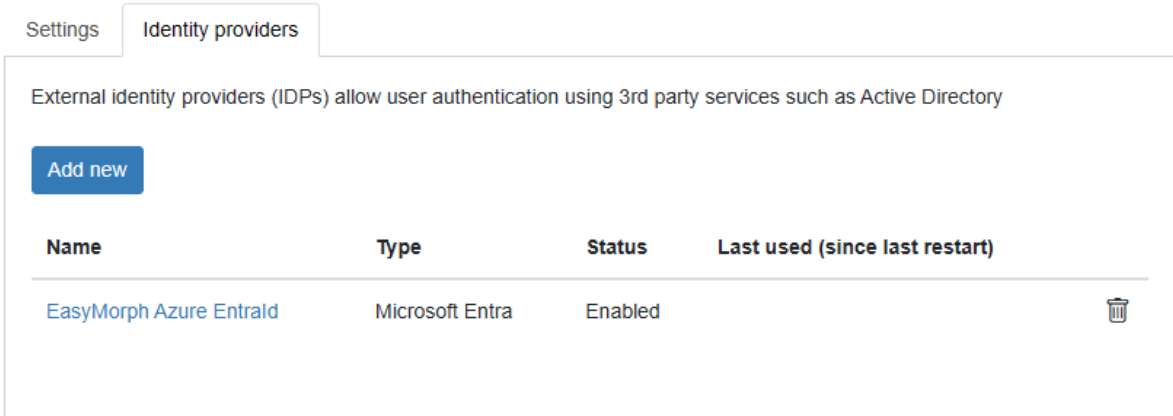 Settings Identity providers
External identity providers (IDPs) allow user authentication using 3rd party services such as Active Directory
Add new
Name Type Status Last used (since last restart)
EasyMorph Azure EntraId Microsoft Entra Enabled